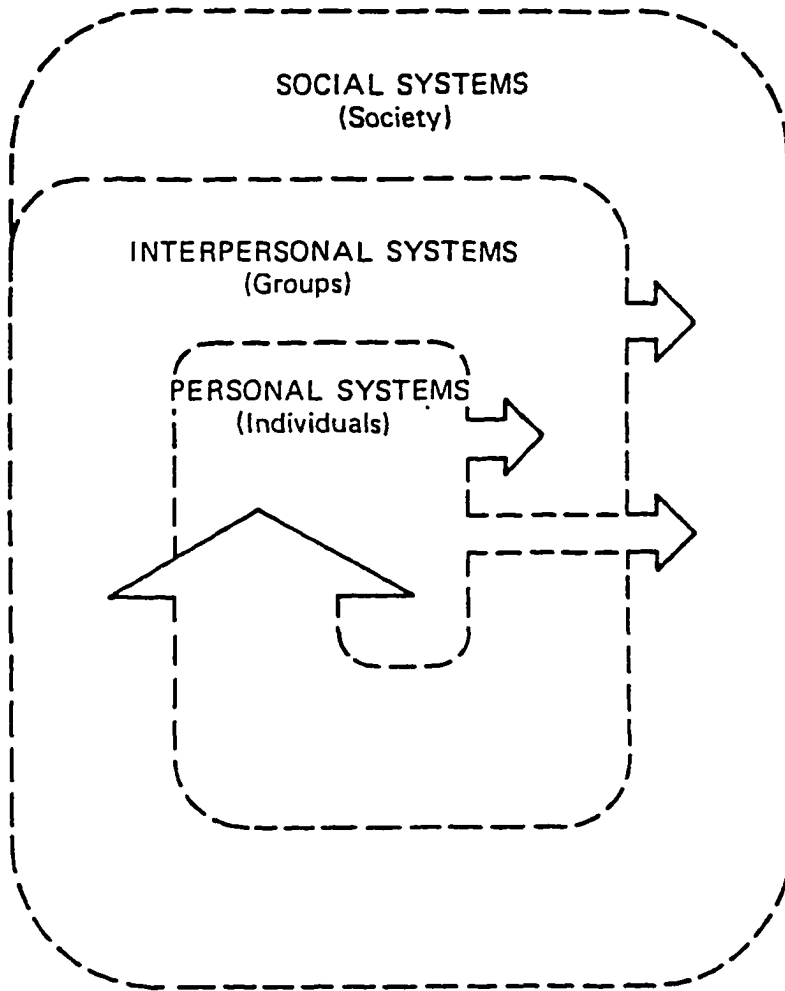 SOCIAL SYSTEMS
(Society)
INTERPERSONAL SYSTEMS
(Groups)
PERSONAL SYSTEMS
(Individuals)